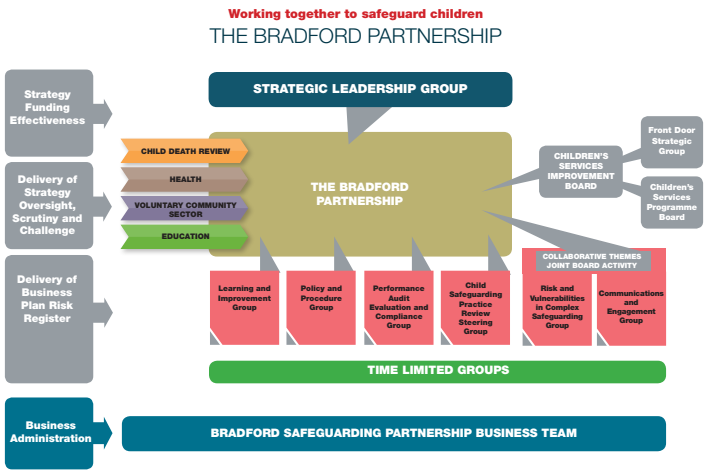 Working together to safeguard children
THE BRADFORD PARTNERSHIP
Strategy
Funding
Effectiveness
STRATEGIC LEADERSHIP GROUP
Delivery of
Strategy
Oversight,
Scrutiny and
Challenge
CHILD DEATH REVIEW
HEALTH
VOLUNTARY COMMUNITY
SECTOR
EDUCATION
THE BRADFORD
PARTNERSHIP
CHILDREN'S
SERVICES
IMPROVEMENT
BOARD
Front Door
Strategic
Group
Children's
Services
Programme
Board
Delivery of
Business
Plan Risk
Register
COLLABORATIVE THEMES
JOINT BOARD ACTIVITY
Learning and
Improvement
Group
Policy and
Procedure
Group
Performance
Audit
Evaluation and
Compliance
Group
Child
Safeguarding
Practice
Review
Steering
Group
Risk and
Vulnerabilities
in Complex
Safeguarding
Group
Communications
and
Engagement
Group
TIME LIMITED GROUPS
Business
Administration
BRADFORD SAFEGUARDING PARTNERSHIP BUSINESS TEAM